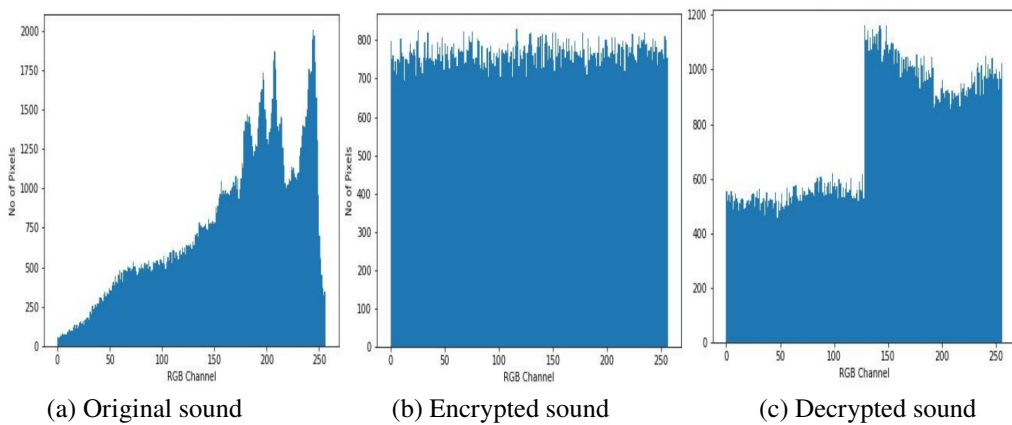 2000
1750
1500
1250
1000
750
500
250
0
No of Pixels
0 50 100 150 200 250
RGB Channel
800
700
600
500
400
300
200
100
0
No of Pixels
0 50 100 150 200 250
RGB Channel
1200
1000
800
600
400
200
0
0 50 100 150 200 250
RGB Channel
(a) Original sound
(b) Encrypted sound
(c) Decrypted sound